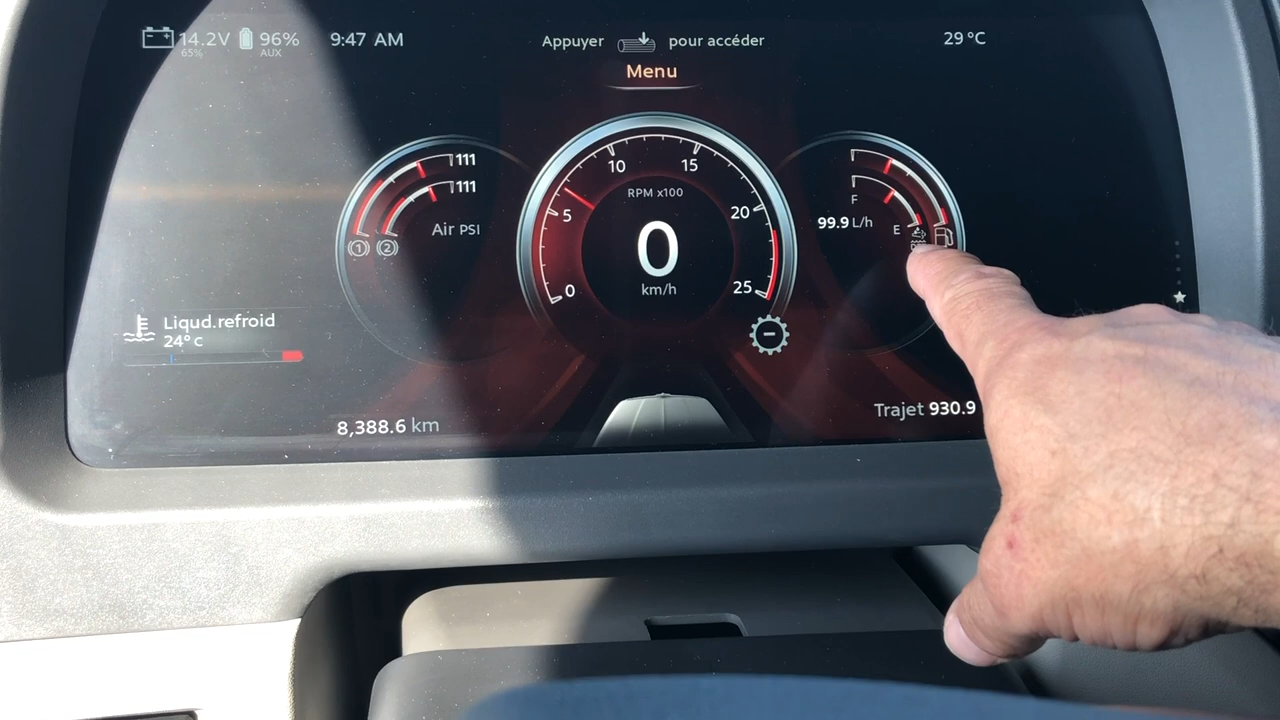 14.2V 96% 9:47 AM
65% AUX
Appuyer pour accéder
29 °C
Menu
111
111
Air PSI
1 2
10 15
5 20
0 25
RPM x100
0
km/h
F
99.9 L/h E
Liqud.refroid
24° c
8,388.6 km
Trajet 930.9